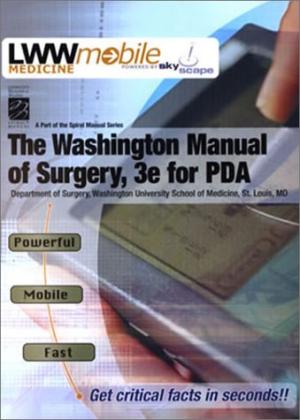 LWWmobile
MEDICINE
POWERED BY skyscape
A Part of the Spiral Manual Series
The Washington Manual
of Surgery, 3e for PDA
Department of Surgery, Washington University School of Medicine, St. Louis, MD
Powerful
Mobile
Fast
Get critical facts in seconds!!